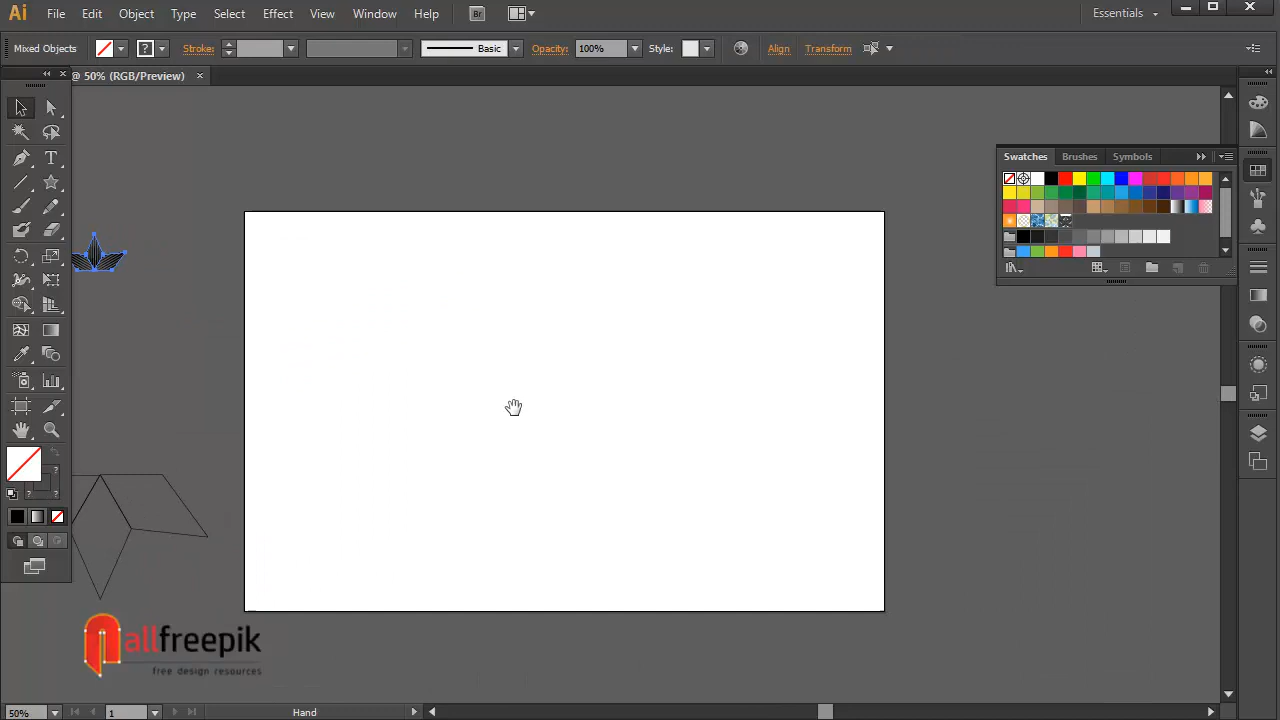 Ai File Edit Object Type Select Effect View Window Help Br Essentials
Mixed Objects ? Stroke: Basic Opacity: 100% Style: Align Transform
@ 50% (RGB/Preview)
Swatches Brushes Symbols
allfreepik
free design resources
50% 1 Hand